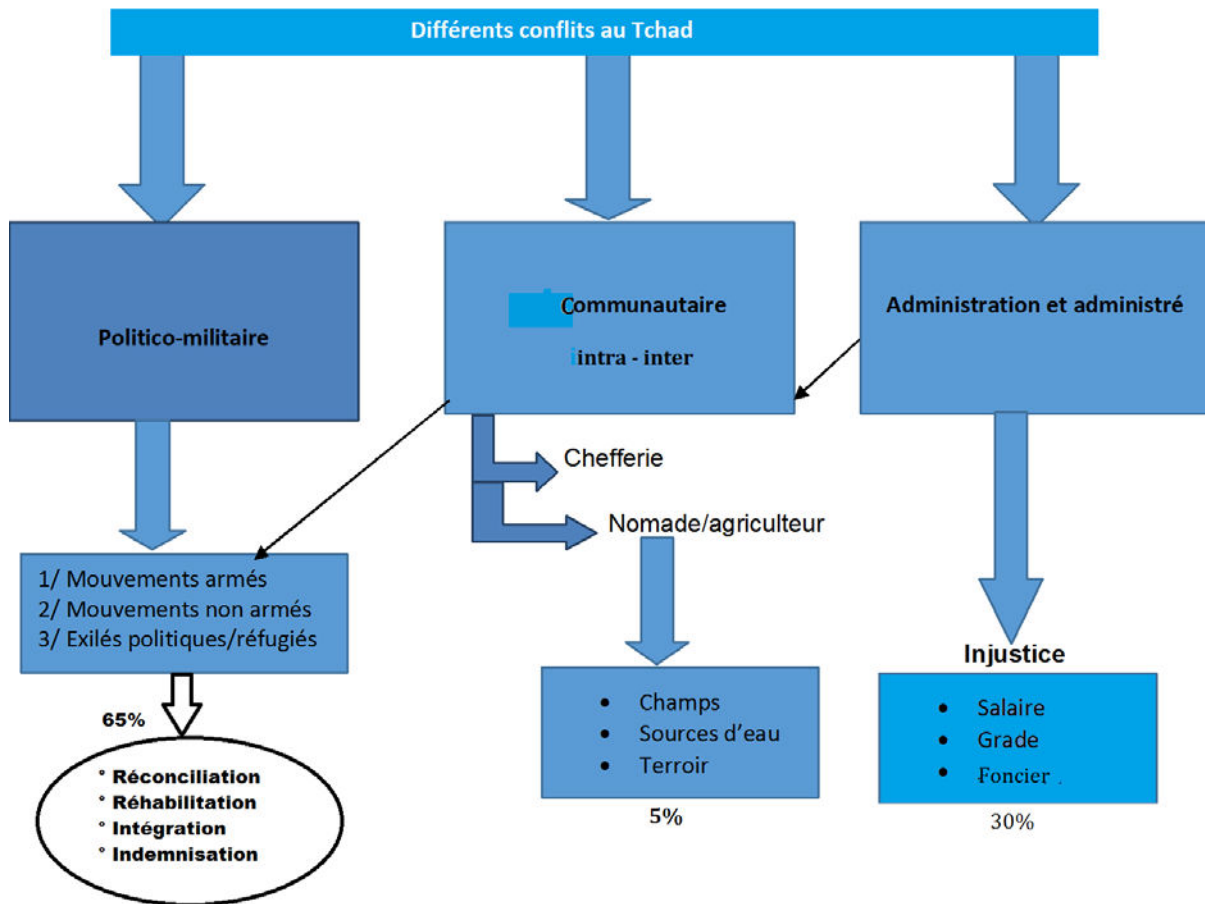 Différents conflits au Tchad
Politico-militaire
Communautaire
intra - inter
Administration et administré
Chefferie
Nomade/agriculteur
1/ Mouvements armés
2/ Mouvements non armés
3/ Exilés politiques/réfugiés
65%
° Réconciliation
° Réhabilitation
° Intégration
° Indemnisation
• Champs
• Sources d'eau
• Terroir
5%
Injustice
• Salaire
• Grade
• Foncier .
30%